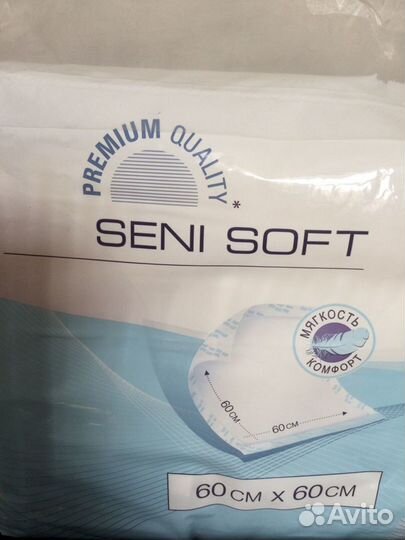 PREMIUM QUALITY*
SENI SOFT
МЯГКОСТЬ
КОМФОРТ
60 СМ
60 СМ
60 СМ х 60 СМ
Avito